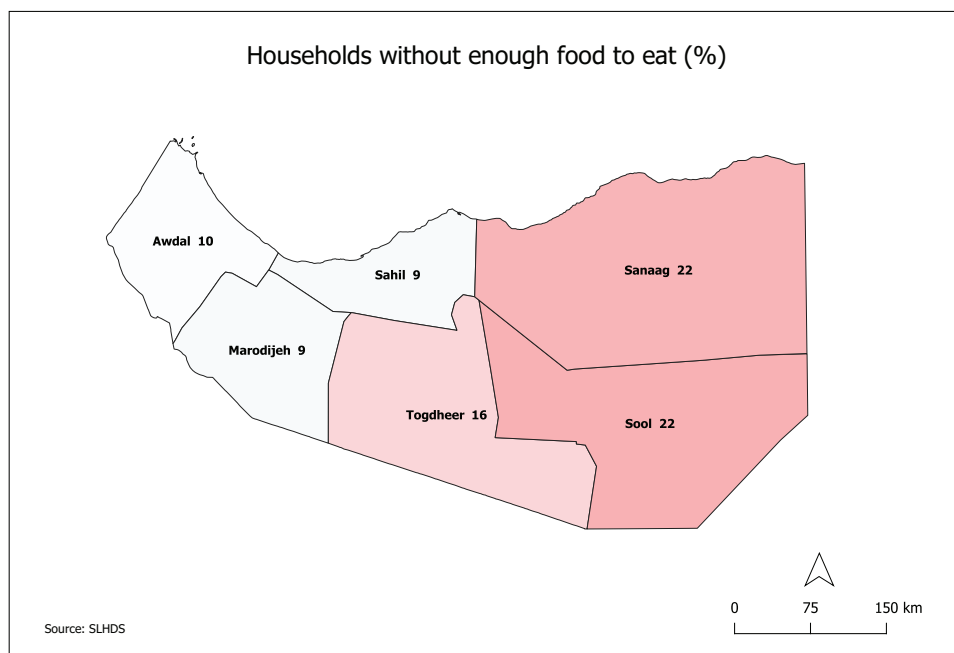 Households without enough food to eat (%)
Awdal 10
Sahil 9
Sanaag 22
Marodijeh 9
Togdheer 16
Sool 22
0 75 150 km
Source: SLHDS